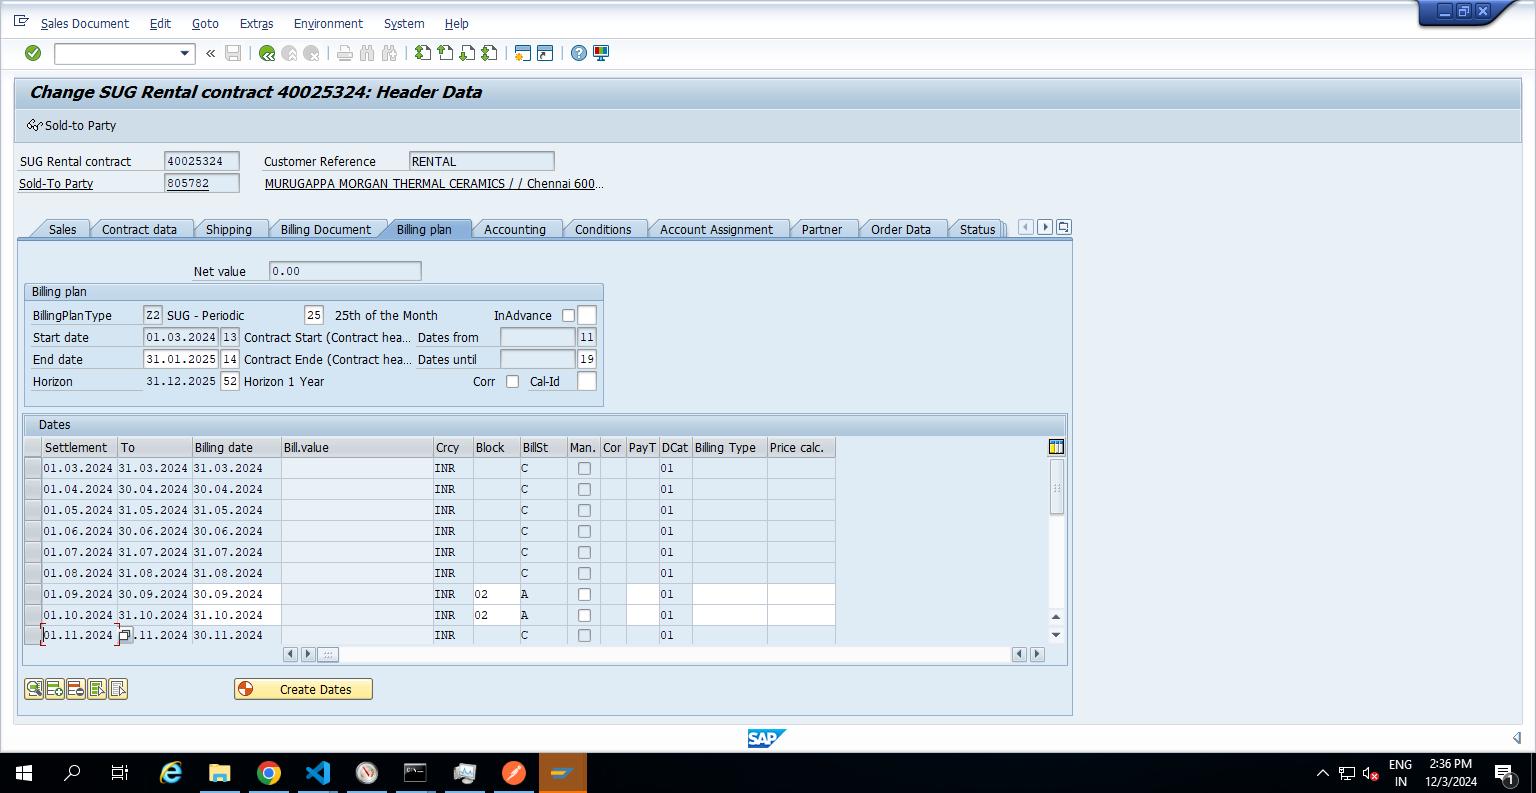 Sales Document Edit Goto Extras Environment System Help
Change SUG Rental contract 40025324: Header Data
Sold-to Party
SUG Rental contract 40025324 Customer Reference RENTAL
Sold-To Party 805782 MURUGAPPA MORGAN THERMAL CERAMICS / / Chennai 600...
Sales Contract data Shipping Billing Document Billing plan Accounting Conditions Account Assignment Partner Order Data Status
Net value 0.00
Billing plan
BillingPlanType Z2 SUG - Periodic 25 25th of the Month InAdvance
Start date 01.03.2024 13 Contract Start (Contract hea... Dates from 11
End date 31.01.2025 14 Contract Ende (Contract hea... Dates until 19
Horizon 31.12.2025 52 Horizon 1 Year Corr Cal-Id
Dates
Settlement To Billing date Bill.value Crcy Block BillSt Man. Cor PayT DCat Billing Type Price calc.
01.03.2024 31.03.2024 31.03.2024 INR C 01
01.04.2024 30.04.2024 30.04.2024 INR C 01
01.05.2024 31.05.2024 31.05.2024 INR C 01
01.06.2024 30.06.2024 30.06.2024 INR C 01
01.07.2024 31.07.2024 31.07.2024 INR C 01
01.08.2024 31.08.2024 31.08.2024 INR C 01
01.09.2024 30.09.2024 30.09.2024 INR 02 A 01
01.10.2024 31.10.2024 31.10.2024 INR 02 A 01
01.11.2024 .11.2024 30.11.2024 INR C 01
Create Dates
SAP
ENG 2:36 PM
IN 12/3/2024 1